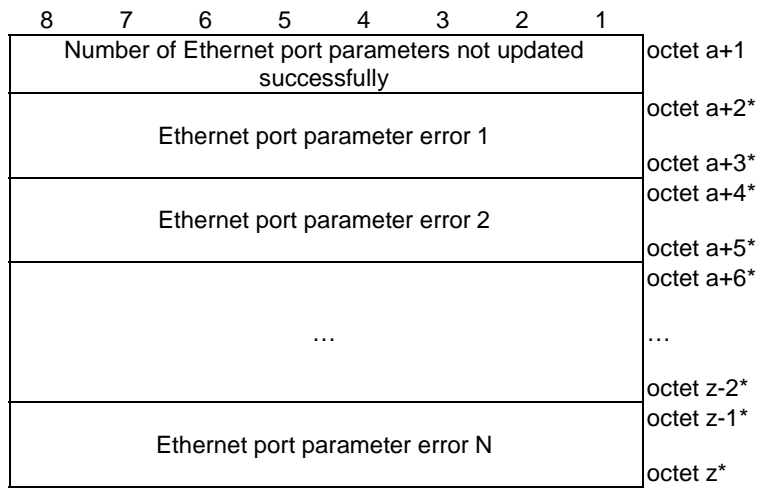 8 7 6 5 4 3 2 1
Number of Ethernet port parameters not updated octet a+1
successfully
octet a+2*
Ethernet port parameter error 1
octet a+3*
octet a+4*
Ethernet port parameter error 2
octet a+5*
octet a+6*
… …
octet z-2*
octet z-1*
Ethernet port parameter error N
octet z*